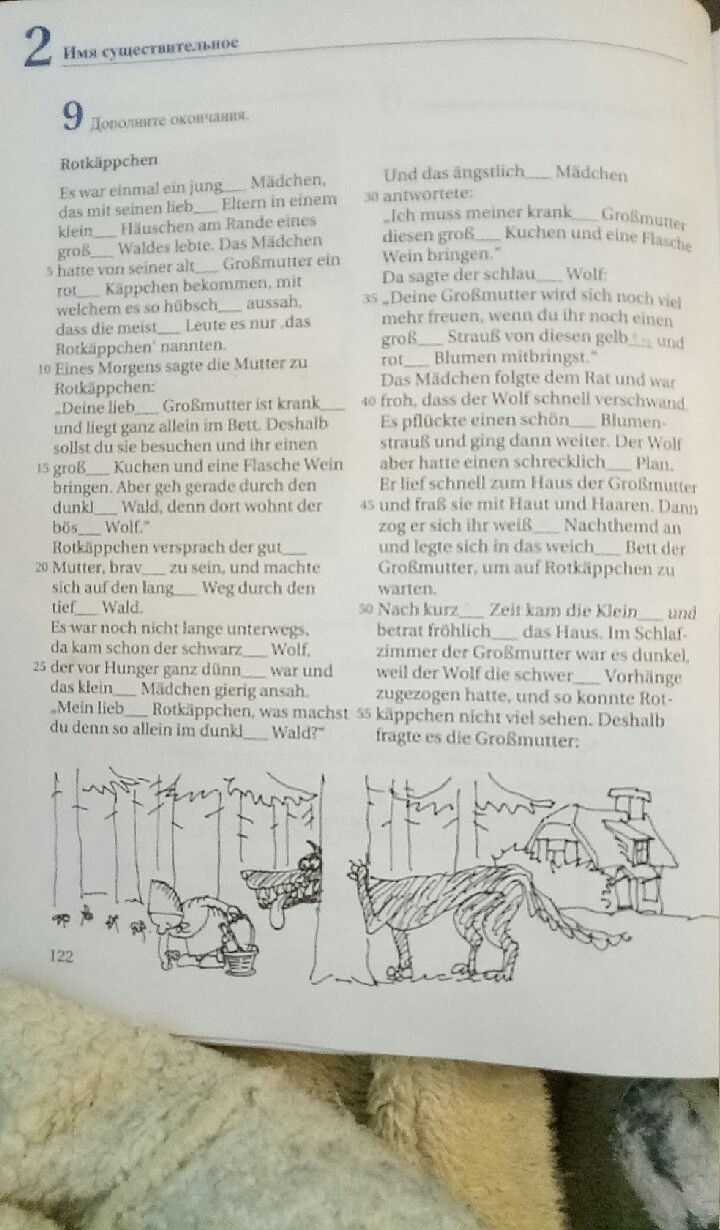 2 Имя существительное
9 Дополните окончания.
Rotkäppchen
Es war einmal ein jung___ Mädchen,
das mit seinen lieb___ Eltern in einem
klein___ Häuschen am Rande eines
groß___ Waldes lebte. Das Mädchen
5 hatte von seiner alt___ Großmutter ein
rot___ Käppchen bekommen, mit
welchem es so hübsch___ aussah,
dass die meist___ Leute es nur ‚das
Rotkäppchen‘ nannten.
10 Eines Morgens sagte die Mutter zu
Rotkäppchen:
„Deine lieb___ Großmutter ist krank___
und liegt ganz allein im Bett. Deshalb
sollst du sie besuchen und ihr einen
15 groß___ Kuchen und eine Flasche Wein
bringen. Aber geh gerade durch den
dunkl___ Wald, denn dort wohnt der
bös___ Wolf.“
Rotkäppchen versprach der gut___
20 Mutter, brav___ zu sein, und machte
sich auf den lang___ Weg durch den
tief___ Wald.
Es war noch nicht lange unterwegs,
da kam schon der schwarz___ Wolf,
25 der vor Hunger ganz dünn___ war und
das klein___ Mädchen gierig ansah.
„Mein lieb___ Rotkäppchen, was machst
du denn so allein im dunkl___ Wald?“
Und das ängstlich___ Mädchen
30 antwortete:
„Ich muss meiner krank___ Großmutter
diesen groß___ Kuchen und eine Flasche
Wein bringen.“
Da sagte der schlau___ Wolf:
35 „Deine Großmutter wird sich noch viel
mehr freuen, wenn du ihr noch einen
groß___ Strauß von diesen gelb___ und
rot___ Blumen mitbringst.“
Das Mädchen folgte dem Rat und war
40 froh, dass der Wolf schnell verschwand.
Es pflückte einen schön___ Blumen-
strauß und ging dann weiter. Der Wolf
aber hatte einen schrecklich___ Plan.
Er lief schnell zum Haus der Großmutter
45 und fraß sie mit Haut und Haaren. Dann
zog er sich ihr weiß___ Nachthemd an
und legte sich in das weich___ Bett der
Großmutter, um auf Rotkäppchen zu
warten.
50 Nach kurz___ Zeit kam die Klein___ und
betrat fröhlich___ das Haus. Im Schlaf-
zimmer der Großmutter war es dunkel,
weil der Wolf die schwer___ Vorhänge
zugezogen hatte, und so konnte Rot-
55 käppchen nicht viel sehen. Deshalb
fragte es die Großmutter:
122